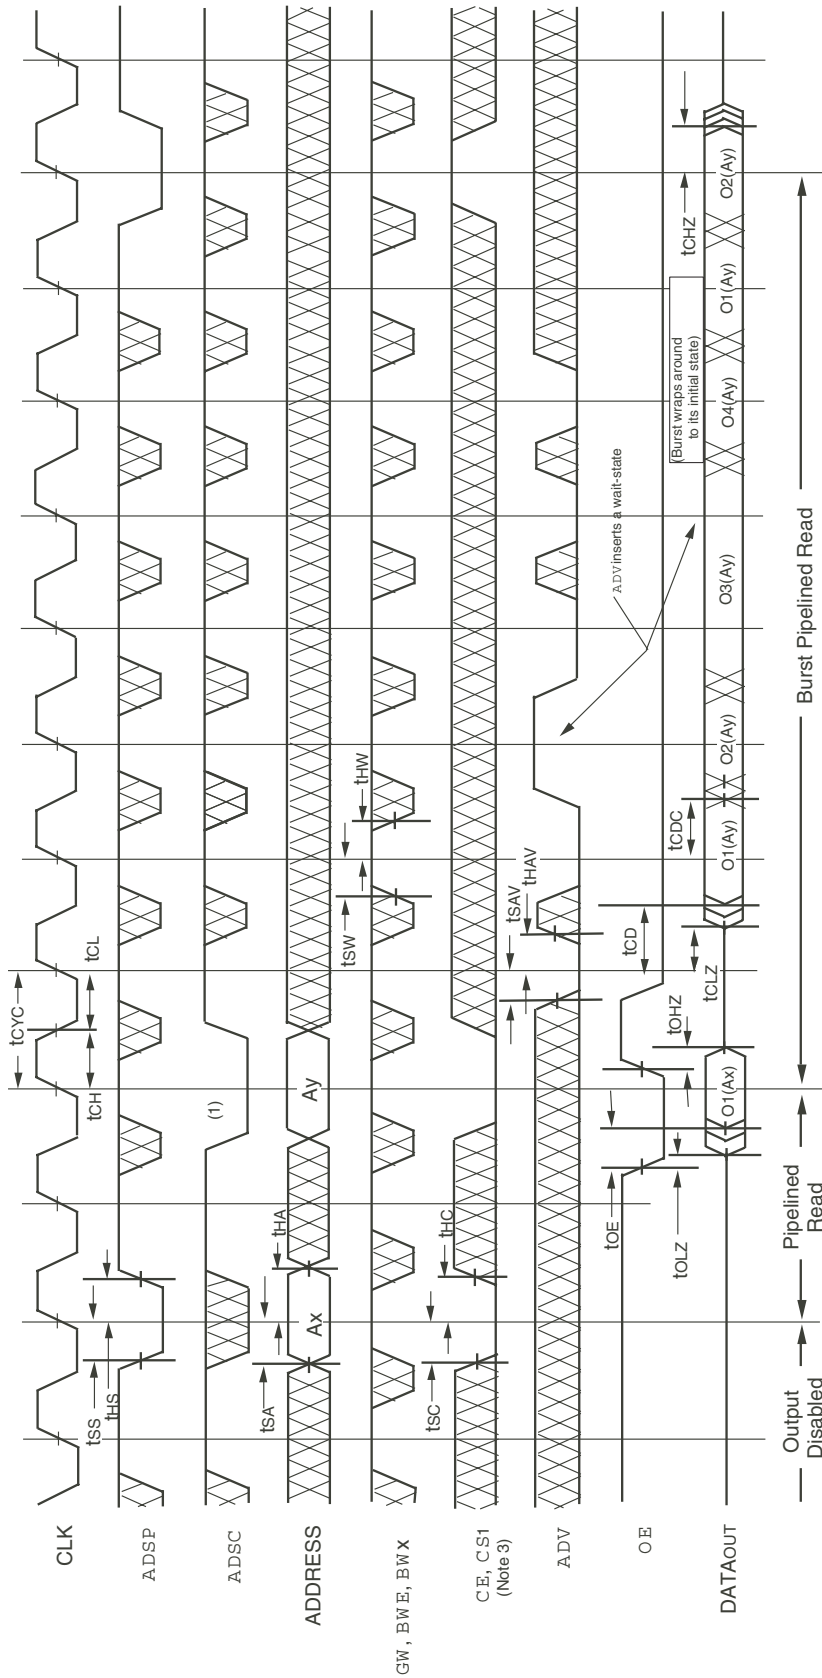 CLK
tCYC
tCH
tCL
tSS
tHS
ADSP
ADSC
(1)
tSA
tHA
ADDRESS
Ax
Ay
tSW
tHW
GW, BWE, BWx
tSC
tHC
CE, CS1
(Note 3)
tSAV
tHAV
ADV
ADV inserts a wait-state
OE
tOE
tOLZ
tOHZ
tCD
tCLZ
tCDC
(Burst wraps around
to its initial state)
tCHZ
DATAOUT
O1(Ax)
O1(Ay)
O2(Ay)
O3(Ay)
O4(Ay)
O1(Ay)
O2(Ay)
Output
Disabled
Pipelined
Read
Burst Pipelined Read